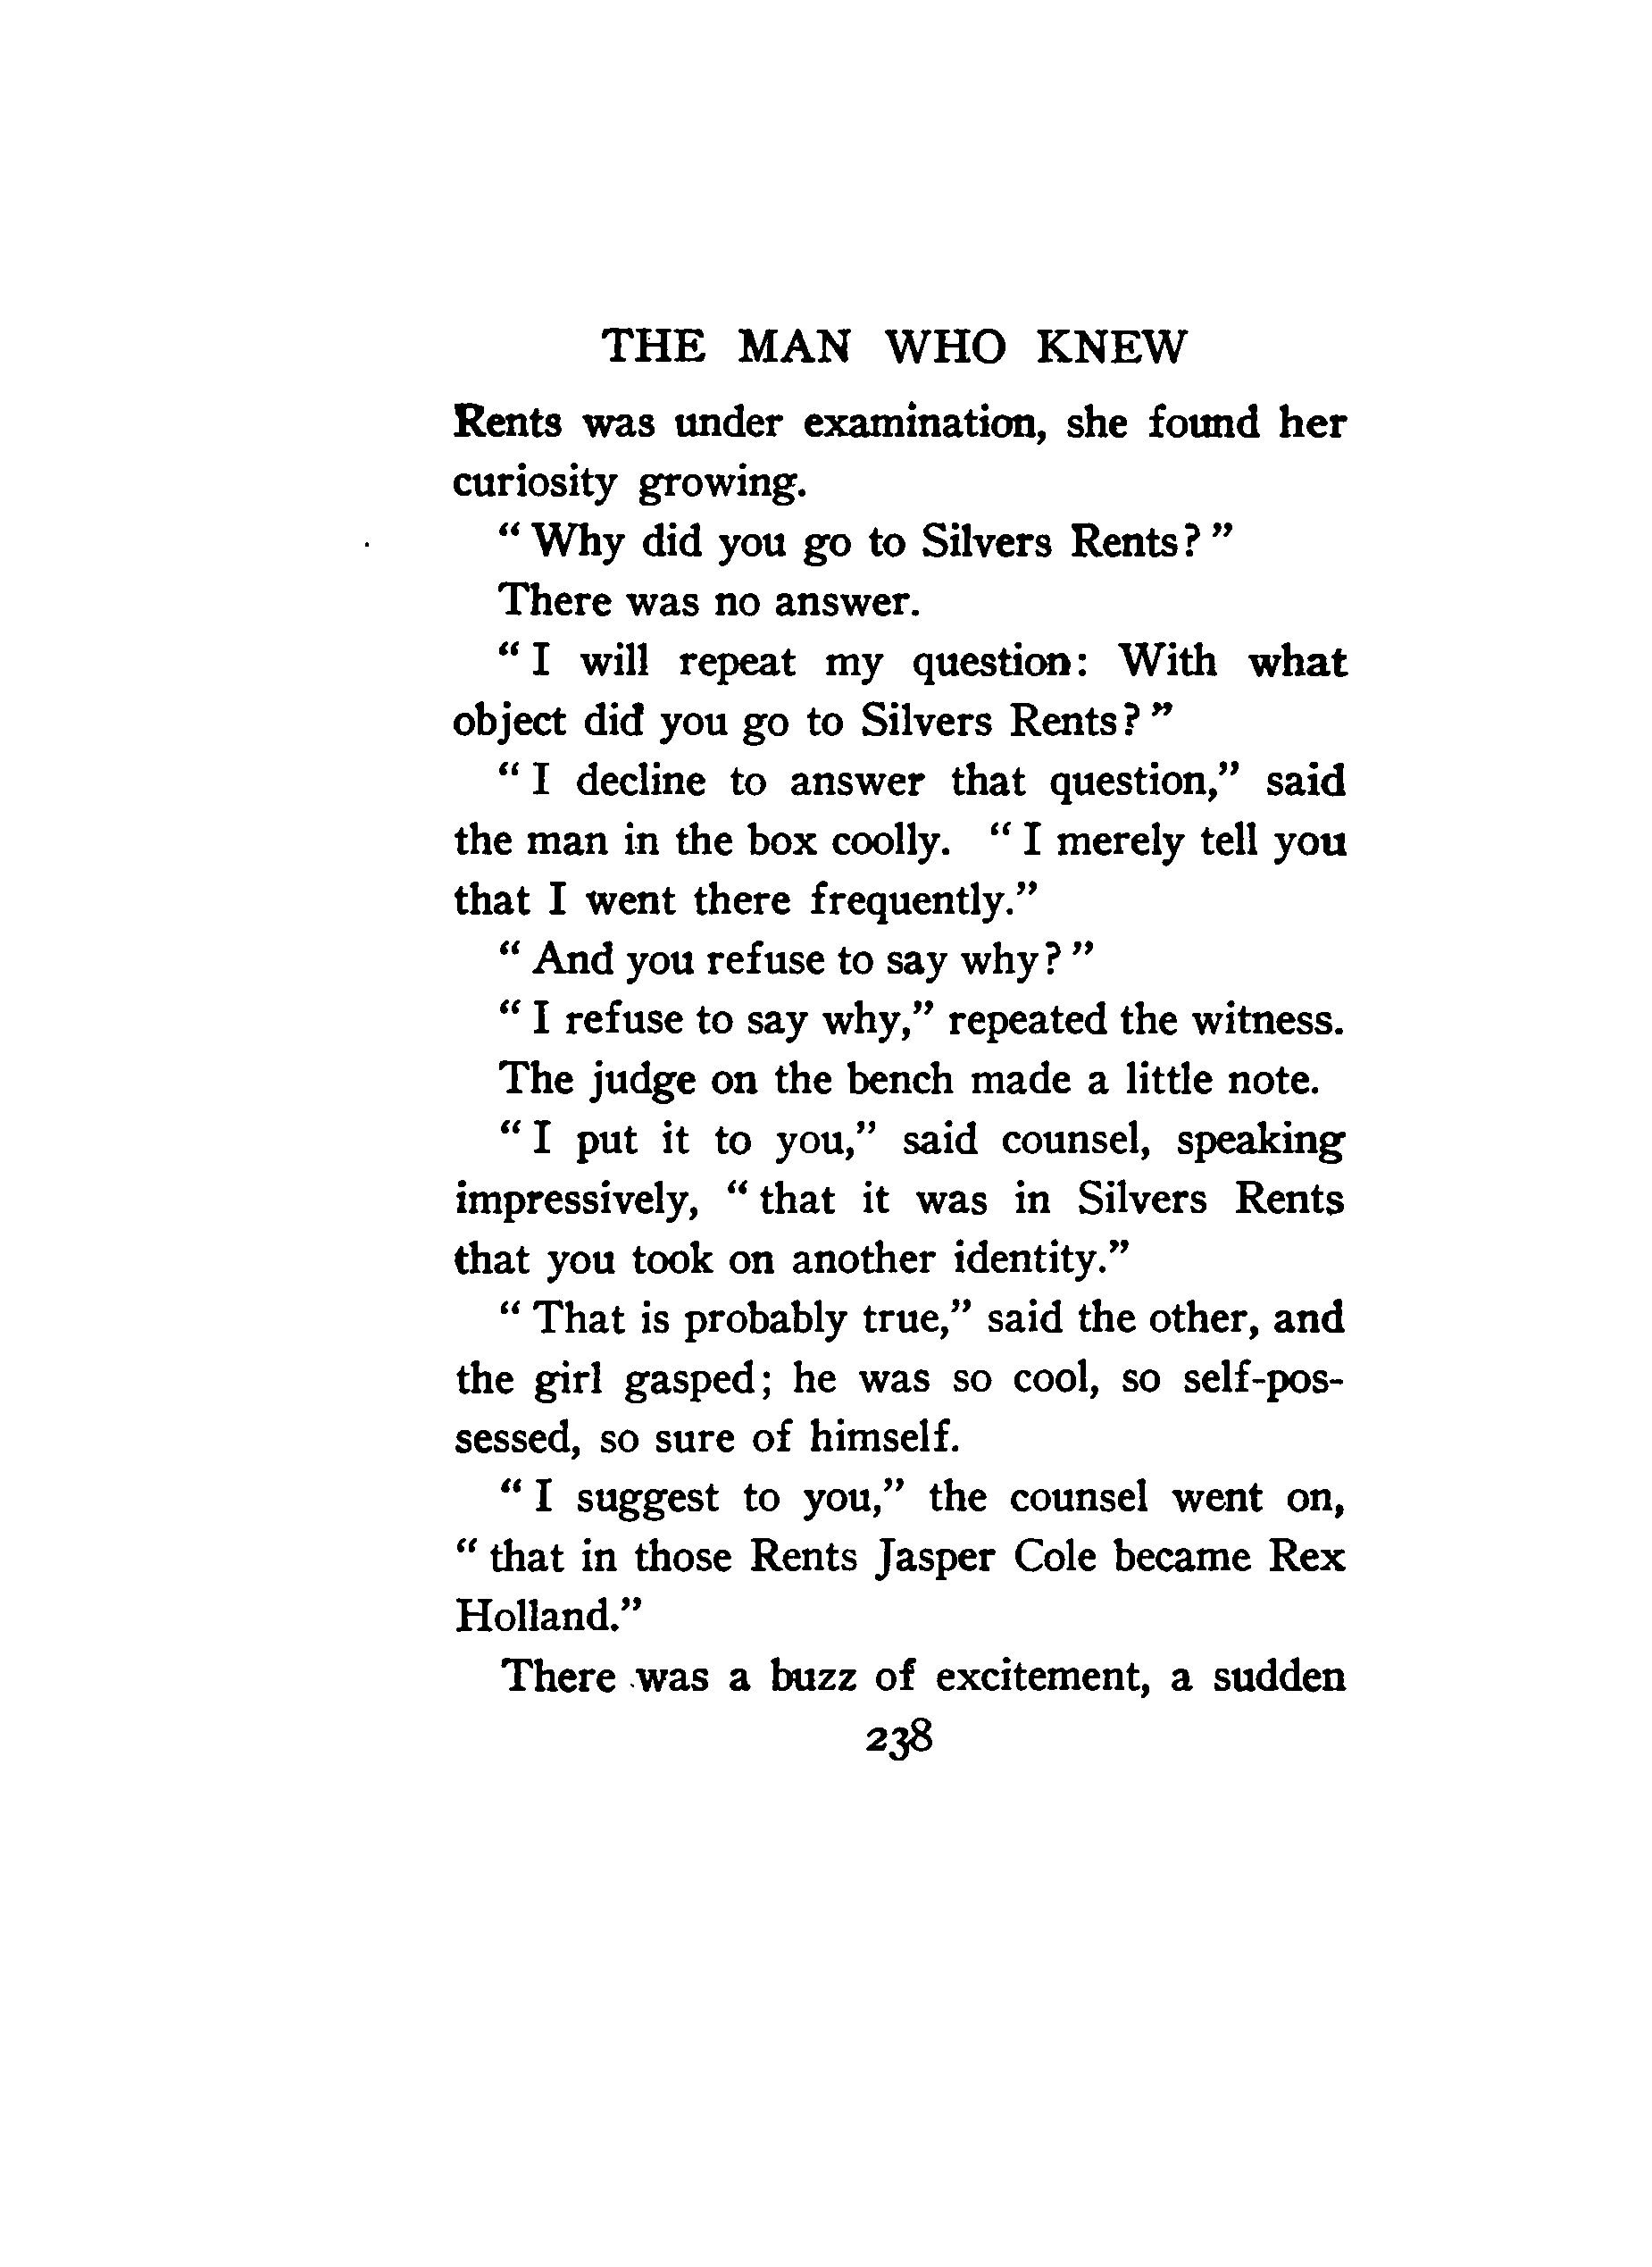 THE MAN WHO KNEW
Rents was under examination, she found her
curiosity growing.
“ Why did you go to Silvers Rents? ”
There was no answer.
“ I will repeat my question: With what
object did you go to Silvers Rents? ”
“ I decline to answer that question,” said
the man in the box coolly. “ I merely tell you
that I went there frequently.”
“ And you refuse to say why? ”
“ I refuse to say why,” repeated the witness.
The judge on the bench made a little note.
“ I put it to you,” said counsel, speaking
impressively, “ that it was in Silvers Rents
that you took on another identity.”
“ That is probably true,” said the other, and
the girl gasped; he was so cool, so self-pos-
sessed, so sure of himself.
“ I suggest to you,” the counsel went on,
“ that in those Rents Jasper Cole became Rex
Holland.”
There was a buzz of excitement, a sudden
238